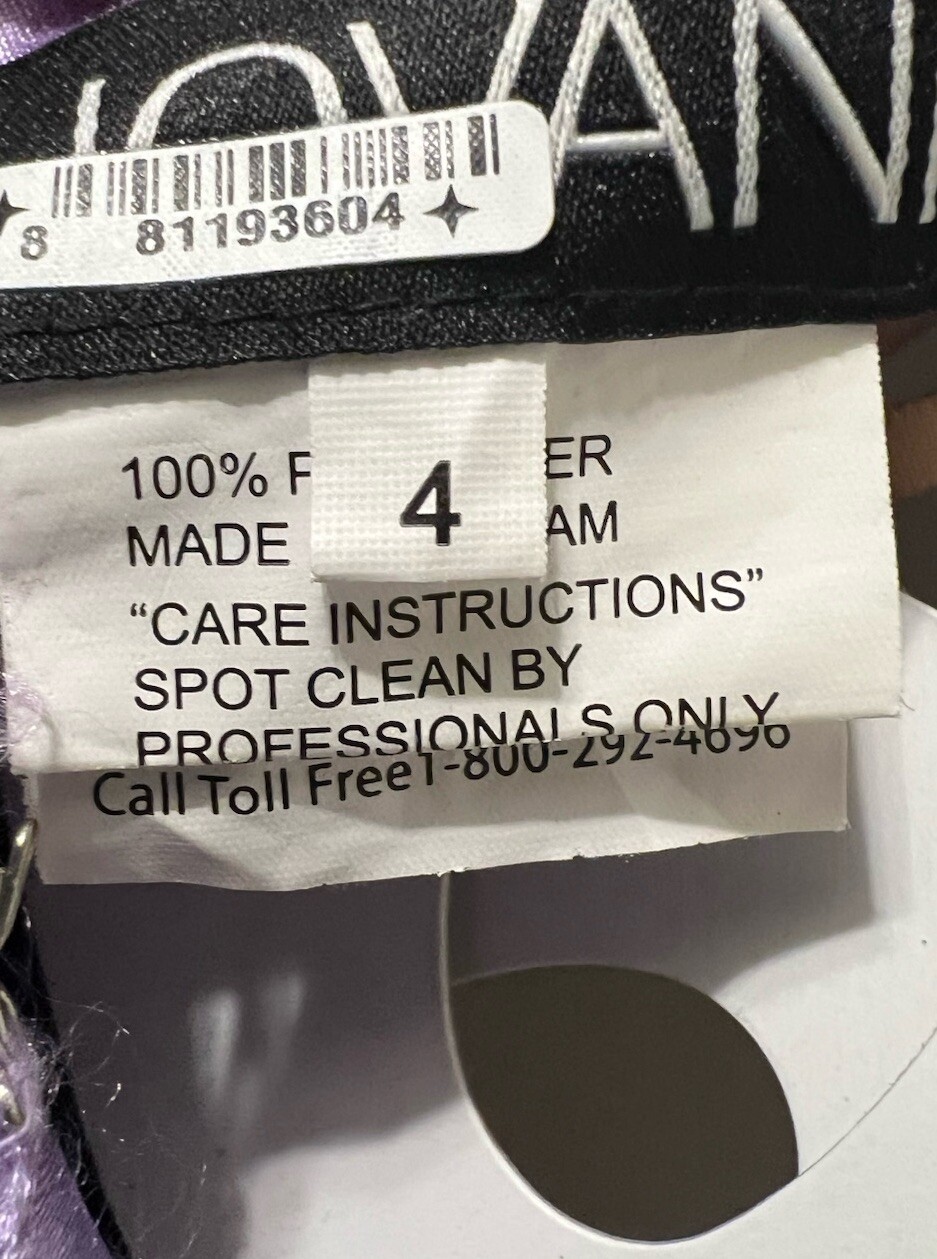 JOVANI
8 81193604
100% P ER
4
MADE AM
“CARE INSTRUCTIONS”
SPOT CLEAN BY
PROFESSIONALS ONLY
Call Toll Free1-800-292-4696